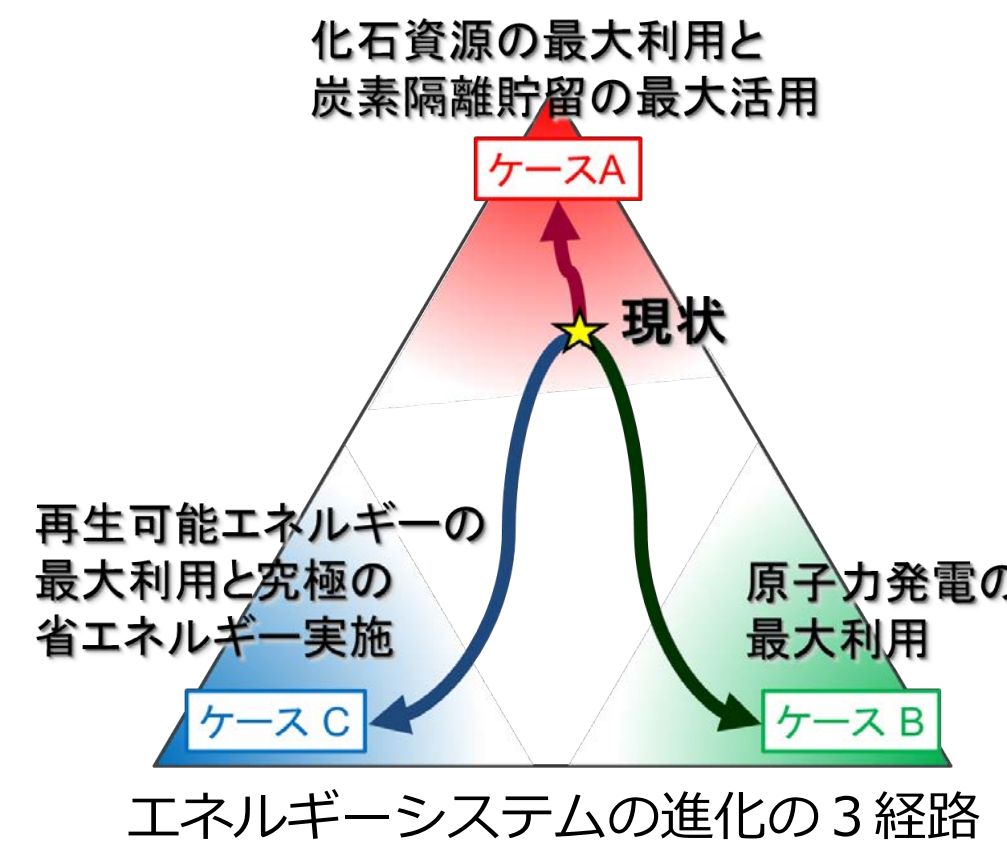 化石資源の最大利用と
炭素隔離貯留の最大活用
ケースA
現状
再生可能エネルギーの
最大利用と究極の
省エネルギー実施
原子力発電の
最大利用
ケース C
ケース B
エネルギーシステムの進化の３経路